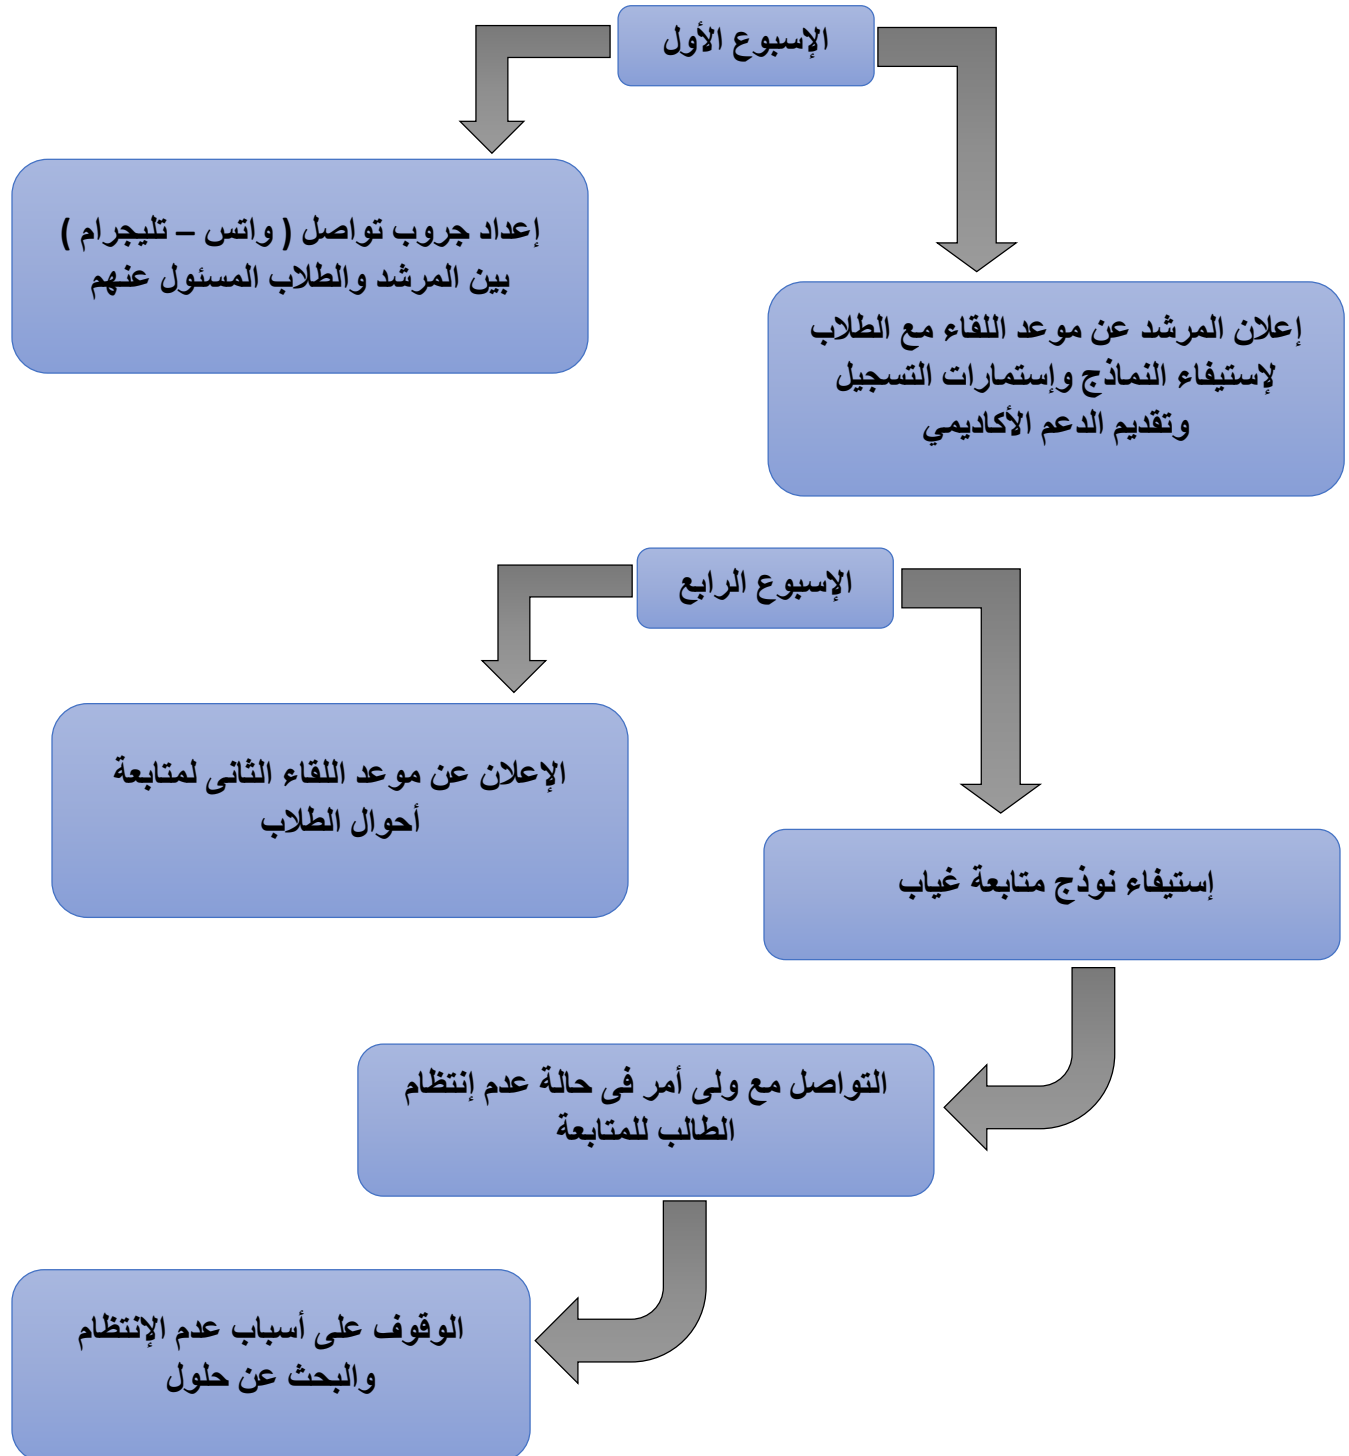 الإسبوع الأول
إعلان المرشد عن موعد اللقاء مع الطلاب
لإستيفاء النماذج وإستمارات التسجيل
وتقديم الدعم الأكاديمي
إعداد جروب تواصل ( واتس – تليجرام )
بين المرشد والطلاب المسئول عنهم
الإسبوع الرابع
إستيفاء نوذج متابعة غياب
الإعلان عن موعد اللقاء الثانى لمتابعة
أحوال الطلاب
التواصل مع ولى أمر فى حالة عدم إنتظام
الطالب للمتابعة
الوقوف على أسباب عدم الإنتظام
والبحث عن حلول